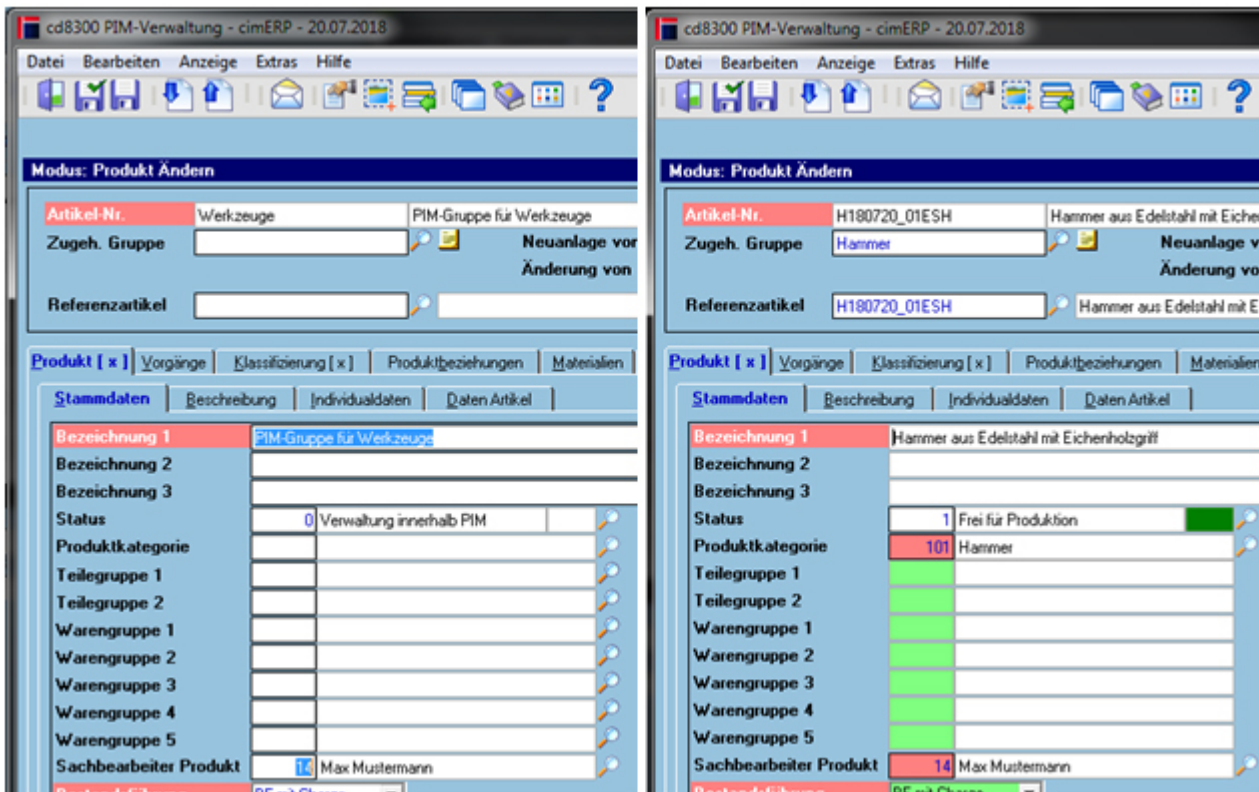 cd8300 PIM-Verwaltung - cimERP - 20.07.2018
Datei Bearbeiten Anzeige Extras Hilfe
Modus: Produkt Ändern
Artikel-Nr. Werkzeuge PIM-Gruppe für Werkzeuge
Zugeh. Gruppe Neuanlage von
Änderung von
Referenzartikel
Produkt [ x ] Vorgänge Klassifizierung [ x ] Produktbeziehungen Materialien
Stammdaten Beschreibung Individualdaten Daten Artikel
Bezeichnung 1 PIM-Gruppe für Werkzeuge
Bezeichnung 2
Bezeichnung 3
Status 0 Verwaltung innerhalb PIM
Produktkategorie
Teilegruppe 1
Teilegruppe 2
Warengruppe 1
Warengruppe 2
Warengruppe 3
Warengruppe 4
Warengruppe 5
Sachbearbeiter Produkt 14 Max Mustermann
cd8300 PIM-Verwaltung - cimERP - 20.07.2018
Datei Bearbeiten Anzeige Extras Hilfe
Modus: Produkt Ändern
Artikel-Nr. H180720_01ESH Hammer aus Edelstahl mit Eicher
Zugeh. Gruppe Hammer Neuanlage v
Änderung vo
Referenzartikel H180720_01ESH Hammer aus Edelstahl mit E
Produkt [ x ] Vorgänge Klassifizierung [ x ] Produktbeziehungen Materialien
Stammdaten Beschreibung Individualdaten Daten Artikel
Bezeichnung 1 Hammer aus Edelstahl mit Eichenholzgriff
Bezeichnung 2
Bezeichnung 3
Status 1 Frei für Produktion
Produktkategorie 101 Hammer
Teilegruppe 1
Teilegruppe 2
Warengruppe 1
Warengruppe 2
Warengruppe 3
Warengruppe 4
Warengruppe 5
Sachbearbeiter Produkt 14 Max Mustermann